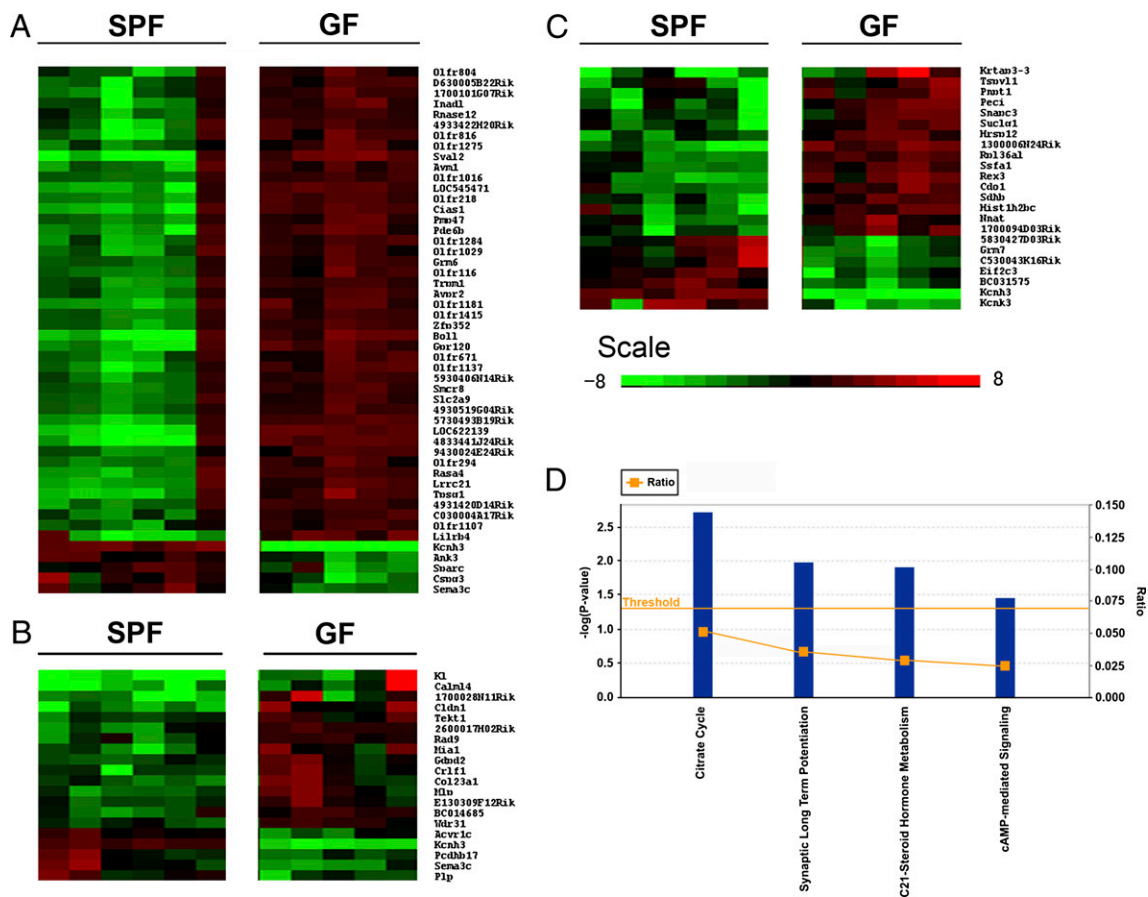 A
SPF
GF
Olfr804
D630005B22Rik
1700101G07Rik
Inadl
Rnase12
4933422H20Rik
Olfr816
Olfr1275
Sval2
Avm1
Olfr1016
LOC545471
Olfr218
Cias1
Pmp47
Pde6b
Olfr1284
Olfr1029
Grm6
Olfr116
Trpm1
Avpr2
Olfr1181
Olfr1415
Zfp352
Boll
Gpr120
Olfr671
Olfr1137
5930406N14Rik
Smcr8
Slc2a9
4930519G04Rik
5730493B19Rik
LOC622139
4833441J24Rik
9430024E24Rik
Olfr294
Rasa4
Lrrc21
Tpsg1
4931420D14Rik
C030004A17Rik
Olfr1107
Lilrb4
Kcnh3
Ank3
Sparc
Cspg3
Sema3c
B
SPF
GF
Kl
Calml4
1700028N11Rik
Cldn1
Tekt1
2600017H02Rik
Rad9
Mia1
Gdpd2
Crlf1
Col23a1
Mlp
E130309F12Rik
BC014685
Wdr31
Acvr1c
Kcnh3
Pcdhb17
Sema3c
Plp
C
SPF
GF
Krtap3-3
Tspyl1
Pnpt1
Peci
Snapc3
Suclg1
Hrsp12
1300006N24Rik
Rpl36al
Ssfa1
Rex3
Cdo1
Sdhb
Hist1h2bc
Nnat
1700094D03Rik
5830427D03Rik
Grm7
C530043K16Rik
Eif2c3
BC031575
Kcnh3
Kcnk3
Scale
−8
8
D
Ratio
-log(P-value)
2.5
2.0
1.5
1.0
0.5
0.0
Threshold
0.150
0.125
0.100
0.075
0.050
0.025
0.000
Ratio
Citrate Cycle
Synaptic Long Term Potentiation
C21-Steroid Hormone Metabolism
cAMP-mediated Signaling